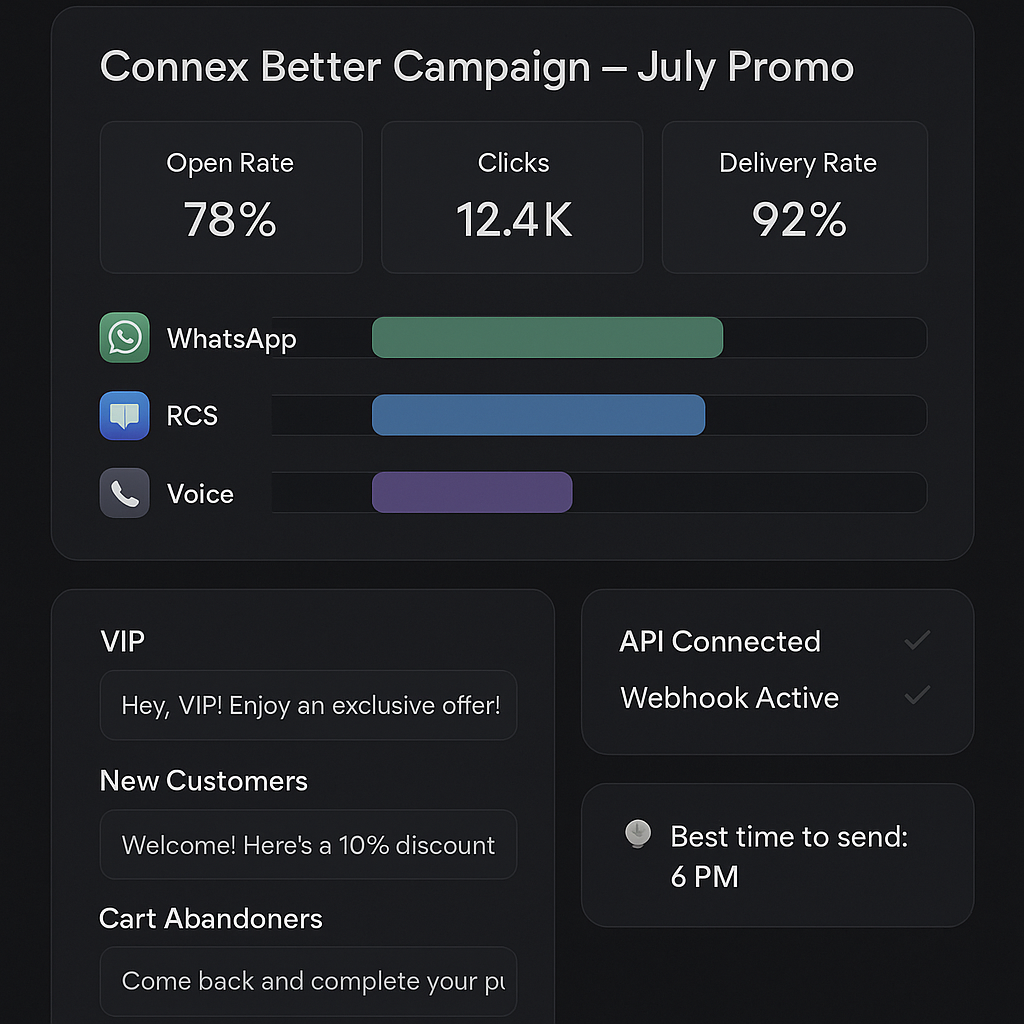 Connex Better Campaign – July Promo
Open Rate
78%
Clicks
12.4K
Delivery Rate
92%
WhatsApp
RCS
Voice
VIP
Hey, VIP! Enjoy an exclusive offer!
New Customers
Welcome! Here's a 10% discount
Cart Abandoners
Come back and complete your
API Connected
Webhook Active
Best time to send:
6 PM